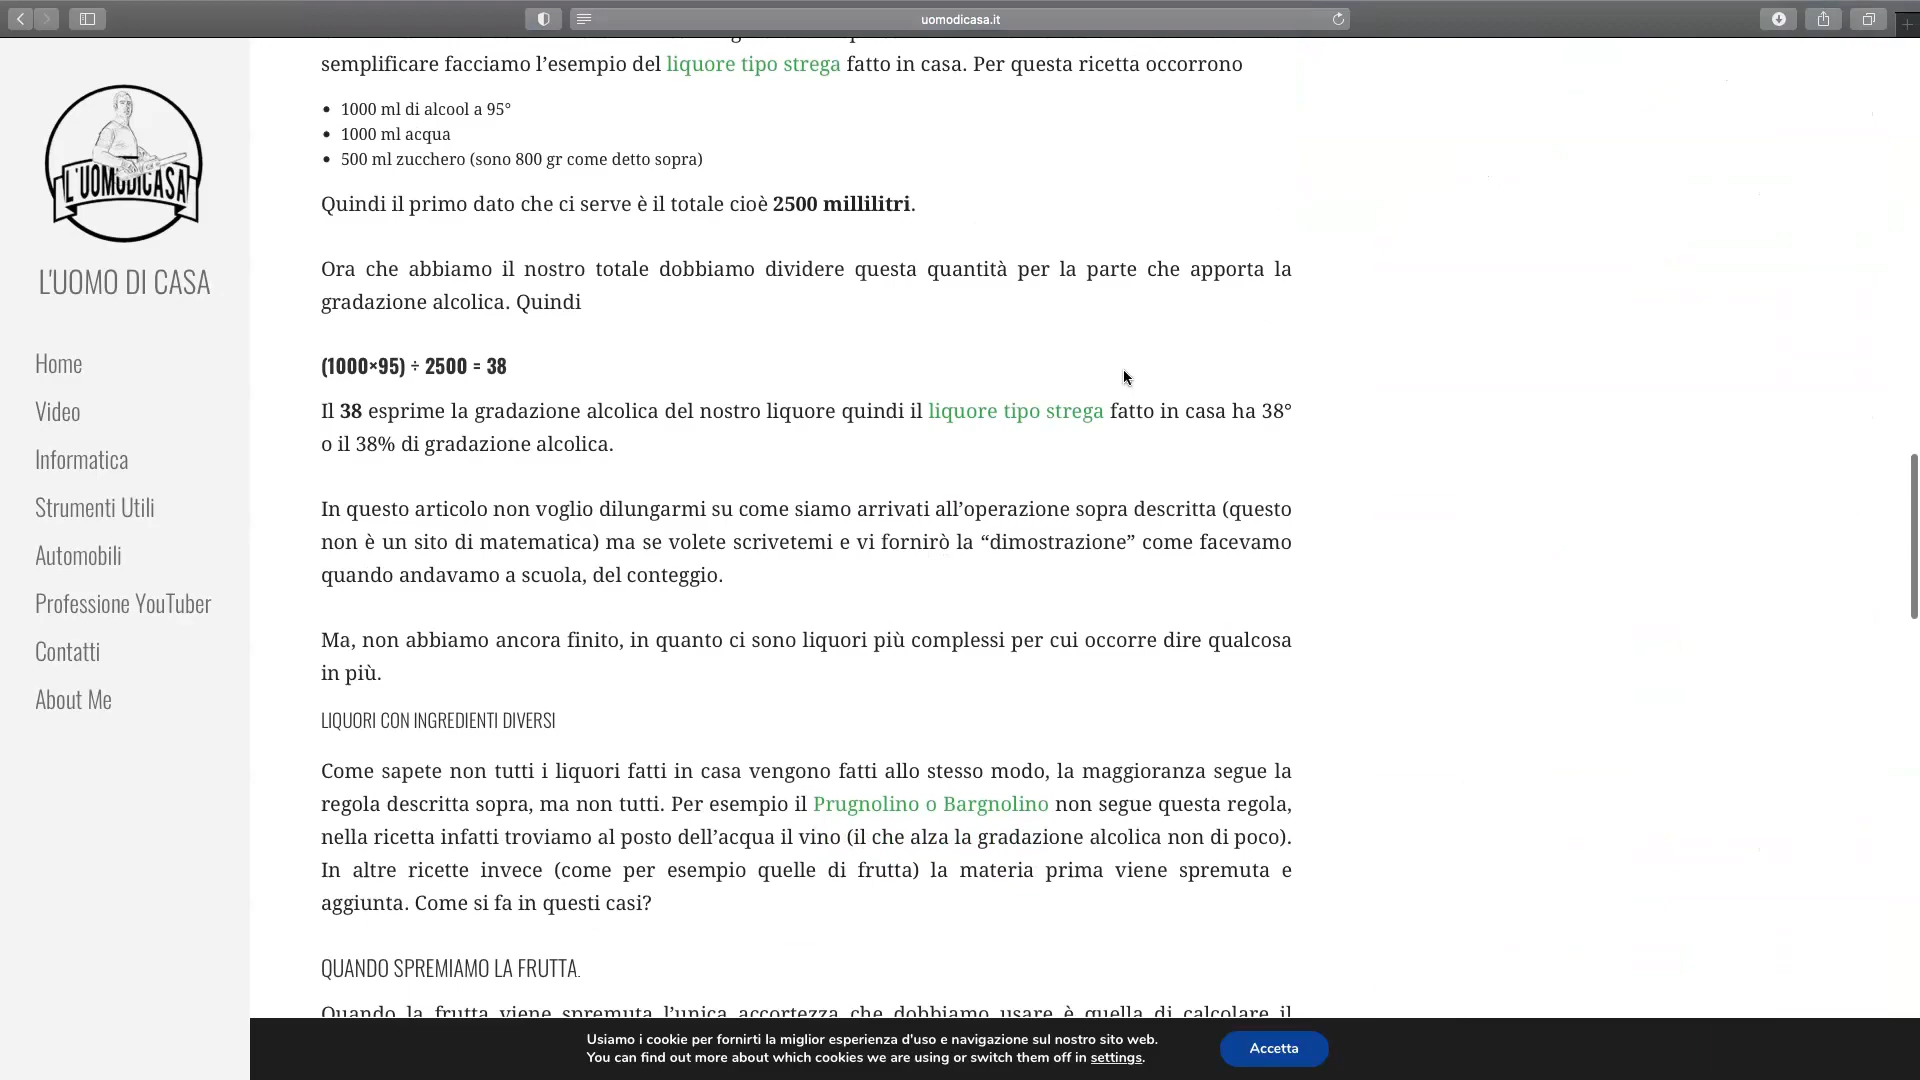 uomodicasa.it
semplificare facciamo l’esempio del liquore tipo strega fatto in casa. Per questa ricetta occorrono
• 1000 ml di alcool a 95°
• 1000 ml acqua
• 500 ml zucchero (sono 800 gr come detto sopra)
Quindi il primo dato che ci serve è il totale cioè 2500 millilitri.
Ora che abbiamo il nostro totale dobbiamo dividere questa quantità per la parte che apporta la
gradazione alcolica. Quindi
(1000×95) ÷ 2500 = 38
Il 38 esprime la gradazione alcolica del nostro liquore quindi il liquore tipo strega fatto in casa ha 38°
o il 38% di gradazione alcolica.
In questo articolo non voglio dilungarmi su come siamo arrivati all’operazione sopra descritta (questo
non è un sito di matematica) ma se volete scrivetemi e vi fornirò la “dimostrazione” come facevamo
quando andavamo a scuola, del conteggio.
Ma, non abbiamo ancora finito, in quanto ci sono liquori più complessi per cui occorre dire qualcosa
in più.
LIQUORI CON INGREDIENTI DIVERSI
Come sapete non tutti i liquori fatti in casa vengono fatti allo stesso modo, la maggioranza segue la
regola descritta sopra, ma non tutti. Per esempio il Prugnolino o Bargnolino non segue questa regola,
nella ricetta infatti troviamo al posto dell’acqua il vino (il che alza la gradazione alcolica non di poco).
In altre ricette invece (come per esempio quelle di frutta) la materia prima viene spremuta e
aggiunta. Come si fa in questi casi?
QUANDO SPREMIAMO LA FRUTTA.
Quando la frutta viene spremuta l’unica accortezza che dobbiamo usare è quella di calcolare il
L'UOMODICASA
L'UOMO DI CASA
Home
Video
Informatica
Strumenti Utili
Automobili
Professione YouTuber
Contatti
About Me
Usiamo i cookie per fornirti la miglior esperienza d'uso e navigazione sul nostro sito web.
You can find out more about which cookies we are using or switch them off in settings.
Accetta